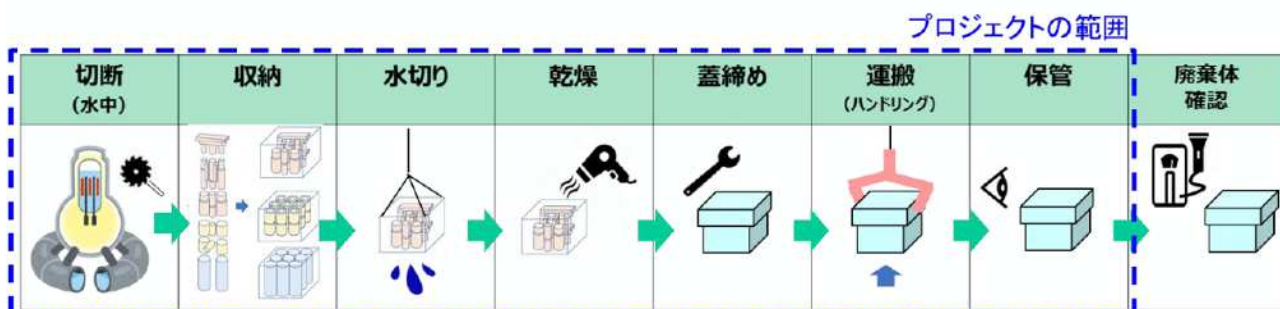 プロジェクトの範囲
切断
(水中)
収納
水切り
乾燥
蓋締め
運搬
(ハンドリング)
保管
廃棄体
確認